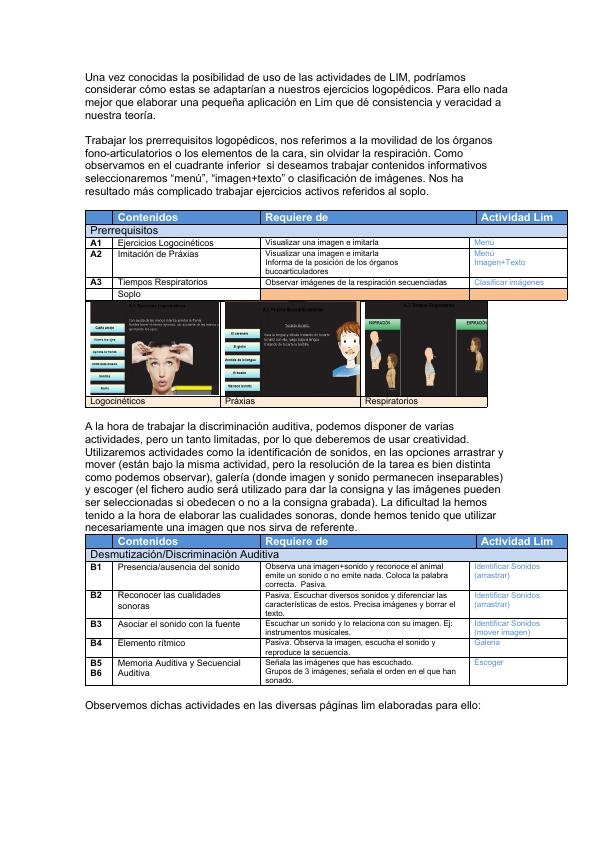 Una vez conocidas la posibilidad de uso de las actividades de LIM, podríamos
considerar cómo estas se adaptarían a nuestros ejercicios logopédicos. Para ello nada
mejor que elaborar una pequeña aplicación en Lim que dé consistencia y veracidad a
nuestra teoría.
Trabajar los prerrequisitos logopédicos, nos referimos a la movilidad de los órganos
fono-articulatorios o los elementos de la cara, sin olvidar la respiración. Como
observamos en el cuadrante inferior si deseamos trabajar contenidos informativos
seleccionaremos “menú”, “imagen+texto” o clasificación de imágenes. Nos ha
resultado más complicado trabajar ejercicios activos referidos al soplo.
Contenidos Requiere de Actividad Lim
Prerrequisitos
A1 Ejercicios Logocinéticos Visualizar una imagen e imitarla Menú
A2 Imitación de Práxias Visualizar una imagen e imitarla Menú
Informa de la posición de los órganos Imagen+Texto
bucoarticuladores
A3 Tiempos Respiratorios Observar imágenes de la respiración secuenciadas Clasificar imágenes
Soplo
INSPIRACIÓN ESPIRACIÓN
El globo
Logocinéticos Práxias Respiratorios
A la hora de trabajar la discriminación auditiva, podemos disponer de varias
actividades, pero un tanto limitadas, por lo que deberemos de usar creatividad.
Utilizaremos actividades como la identificación de sonidos, en las opciones arrastrar y
mover (están bajo la misma actividad, pero la resolución de la tarea es bien distinta
como podemos observar), galería (donde imagen y sonido permanecen inseparables)
y escoger (el fichero audio será utilizado para dar la consigna y las imágenes pueden
ser seleccionadas si obedecen o no a la consigna grabada). La dificultad la hemos
tenido a la hora de elaborar las cualidades sonoras, donde hemos tenido que utilizar
necesariamente una imagen que nos sirva de referente.
Contenidos Requiere de Actividad Lim
Desmutización/Discriminación Auditiva
B1 Presencia/ausencia del sonido Observa una imagen+sonido y reconoce el animal Identificar Sonidos
emite un sonido o no emite nada. Coloca la palabra (arrastrar)
correcta. Pasiva.
B2 Reconocer las cualidades Pasiva. Escuchar diversos sonidos y diferenciar las Identificar Sonidos.
sonoras características de estos. Precisa imágenes y borrar el (arrastrar)
texto.
B3 Asociar el sonido con la fuente Escuchar un sonido y lo relaciona con su imagen. Ej: Identificar Sonidos
instrumentos musicales. (mover imagen)
B4 Elemento rítmico Pasiva. Observa la imagen, escucha el sonido y Galería
reproduce la secuencia.
B5 Memoria Auditiva y Secuencial Señala las imágenes que has escuchado. Escoger
B6 Auditiva Grupos de 3 imágenes, señala el orden en el que han
sonado.
Observemos dichas actividades en las diversas páginas lim elaboradas para ello: